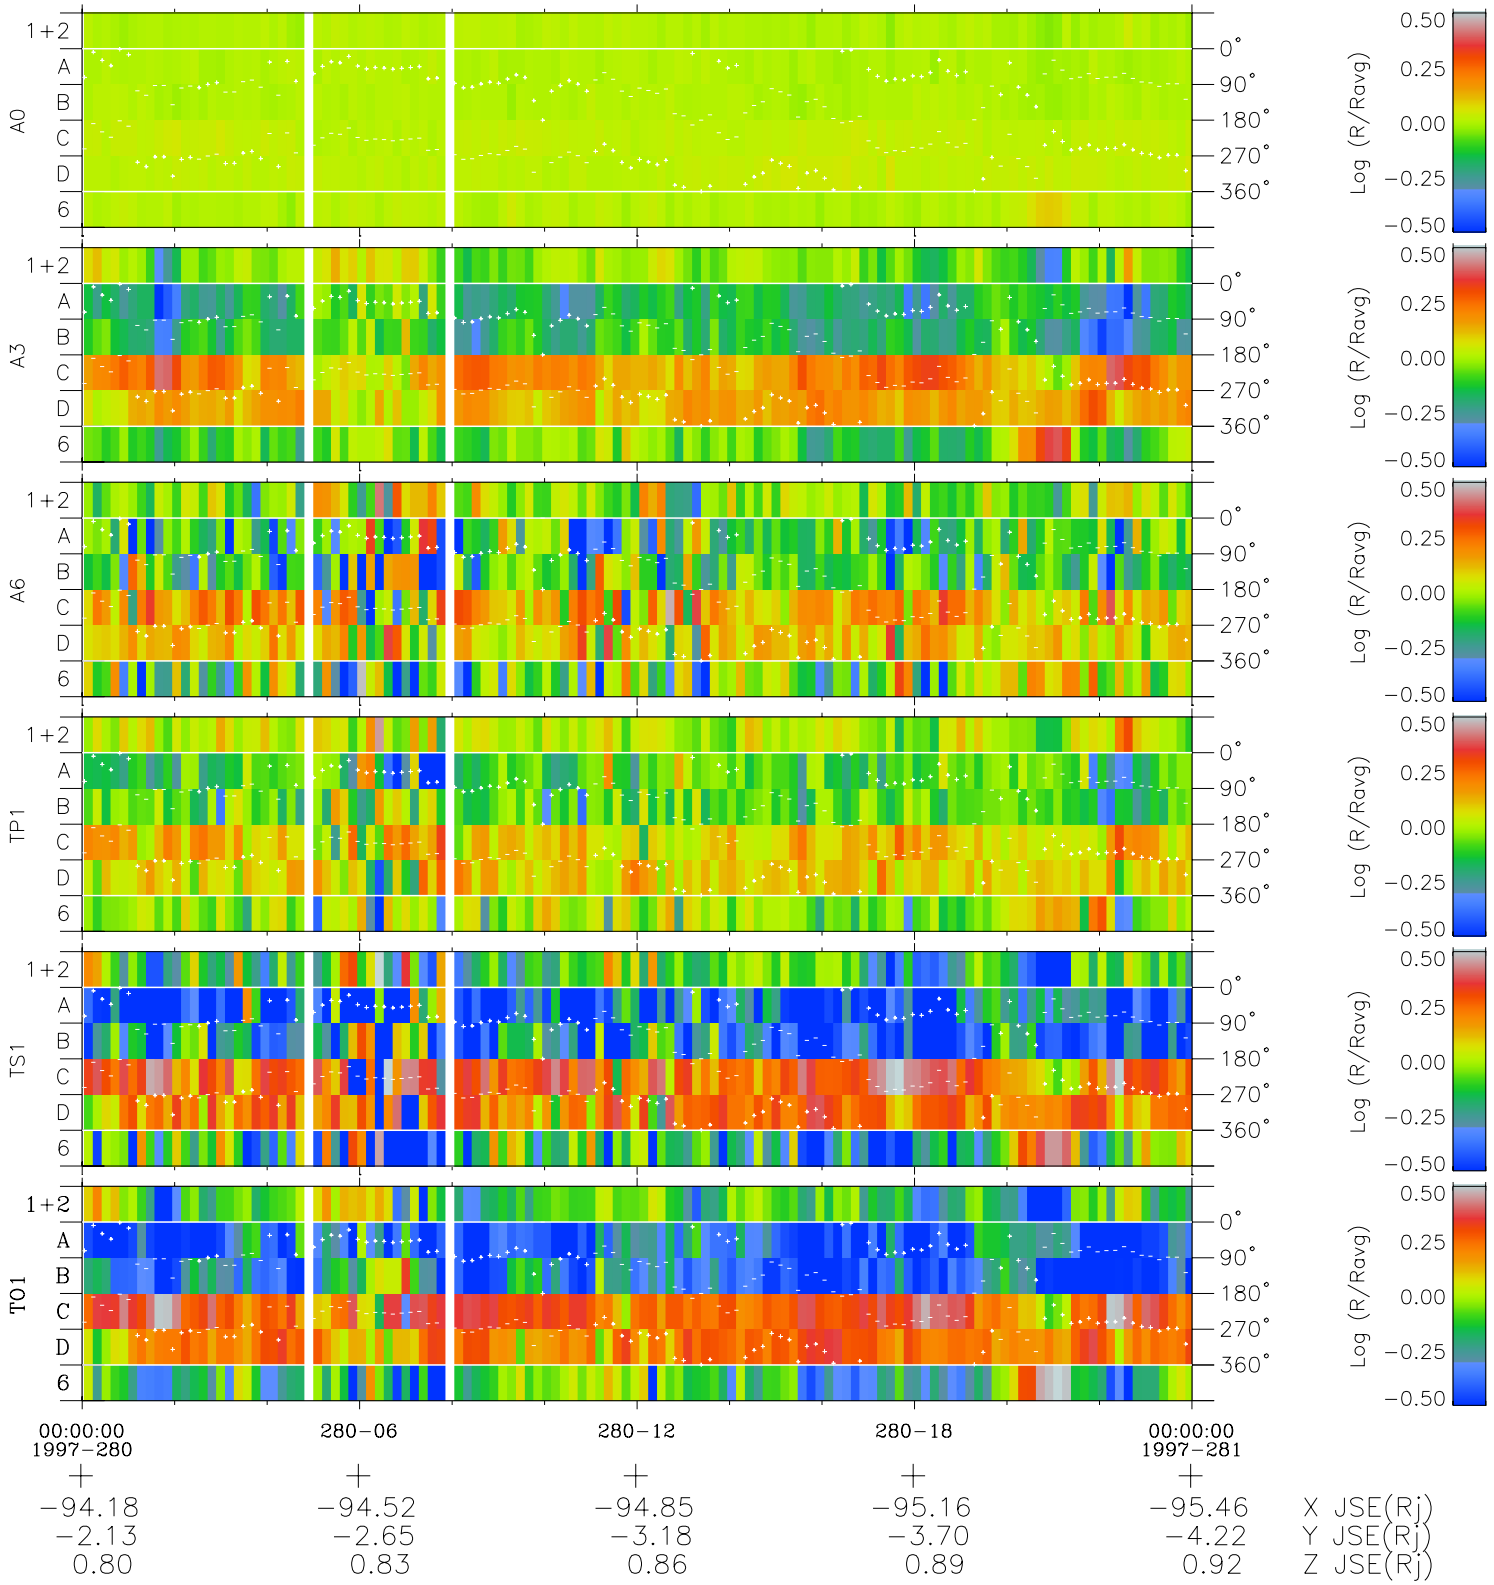 1+2
A
B
C
D
6
A0
0°
90°
180°
270°
360°
0.50
0.25
0.00
−0.25
−0.50
Log (R/Ravg)
1+2
A
B
C
D
6
A3
0°
90°
180°
270°
360°
0.50
0.25
0.00
−0.25
−0.50
Log (R/Ravg)
1+2
A
B
C
D
6
A6
0°
90°
180°
270°
360°
0.50
0.25
0.00
−0.25
−0.50
Log (R/Ravg)
1+2
A
B
C
D
6
TP1
0°
90°
180°
270°
360°
0.50
0.25
0.00
−0.25
−0.50
Log (R/Ravg)
1+2
A
B
C
D
6
TS1
0°
90°
180°
270°
360°
0.50
0.25
0.00
−0.25
−0.50
Log (R/Ravg)
1+2
A
B
C
D
6
TO1
0°
90°
180°
270°
360°
0.50
0.25
0.00
−0.25
−0.50
Log (R/Ravg)
00:00:00 280−06 280−12 280−18 00:00:00
1997−280 1997−281
−94.18 −94.52 −94.85 −95.16 −95.46 X JSE(Rj)
−2.13 −2.65 −3.18 −3.70 −4.22 Y JSE(Rj)
0.80 0.83 0.86 0.89 0.92 Z JSE(Rj)